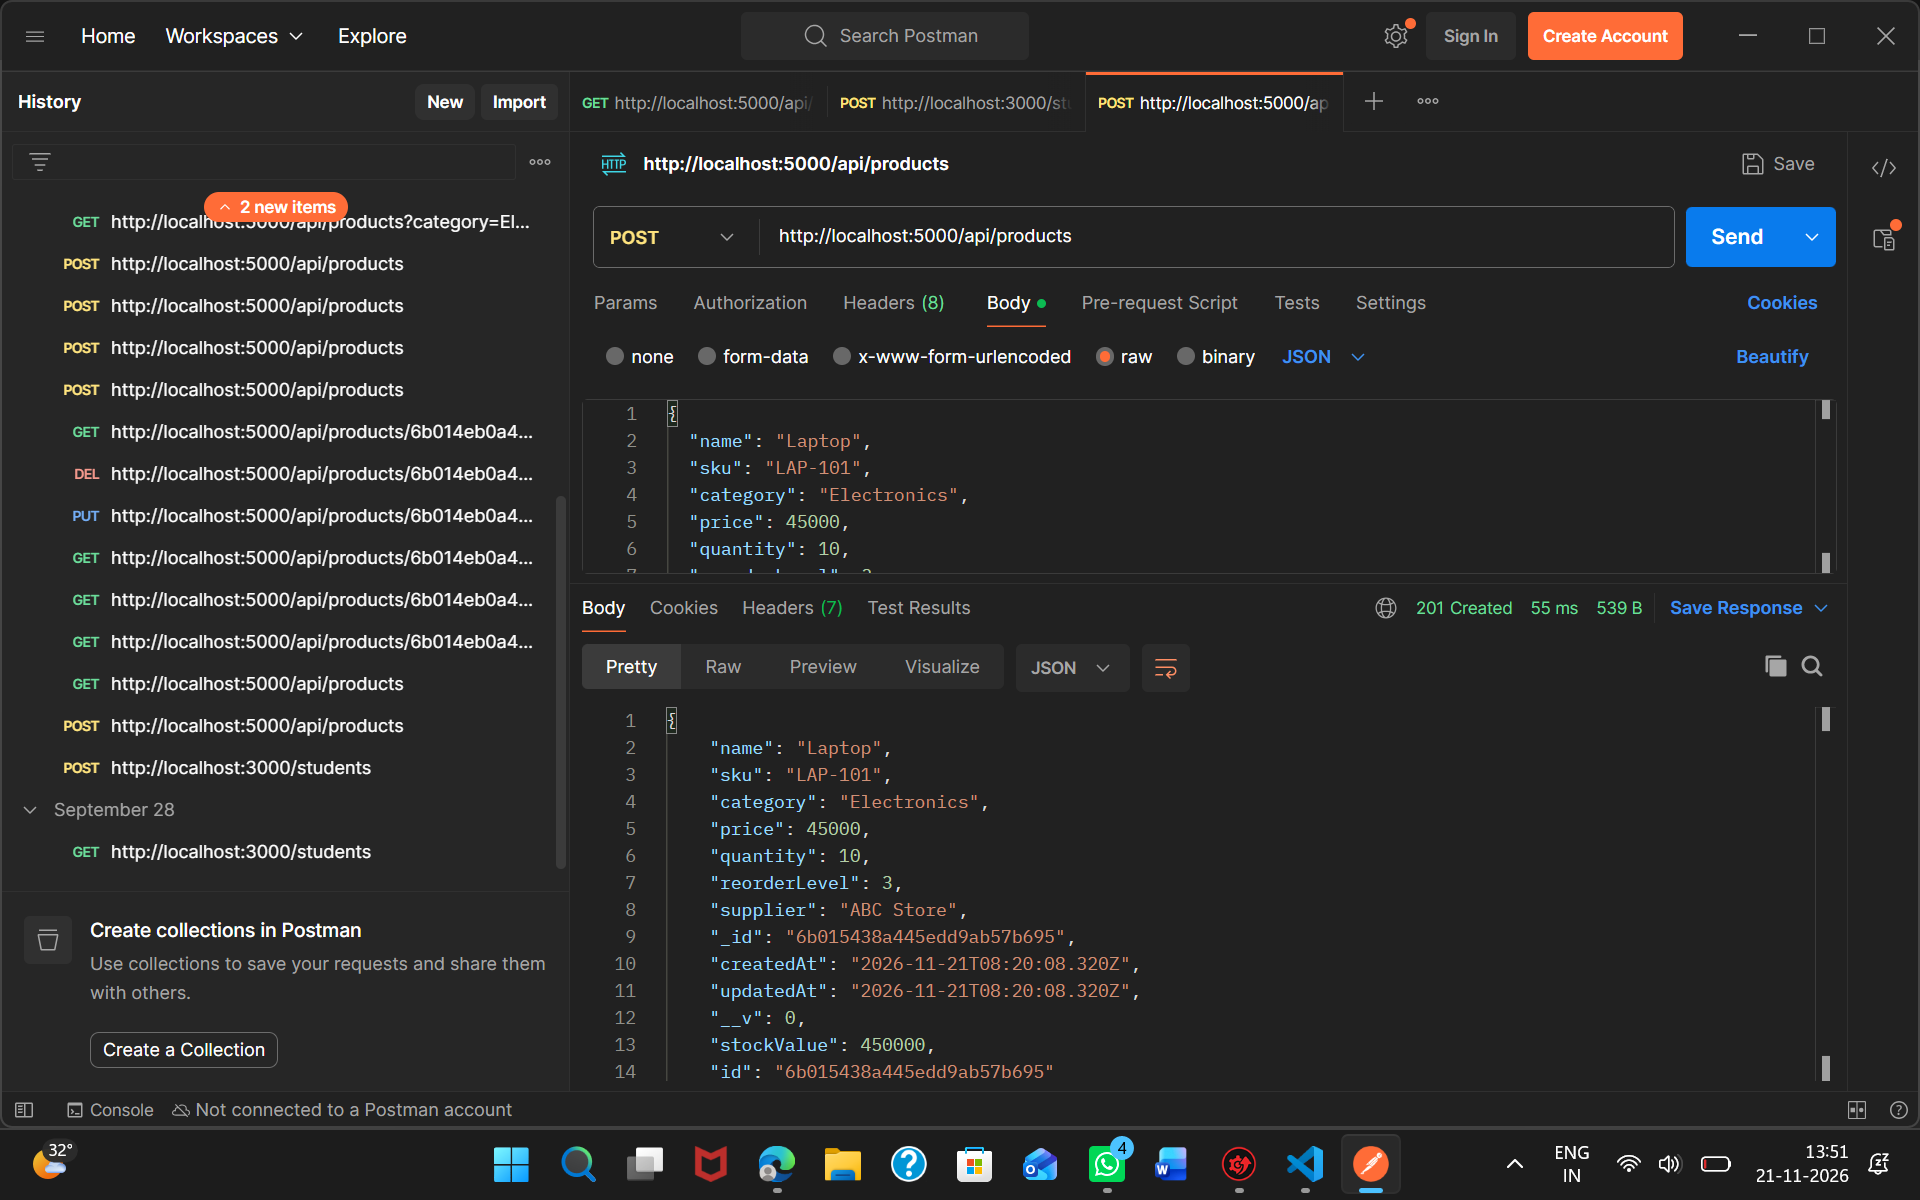 Home Workspaces Explore Search Postman Sign In Create Account
History New Import GET http://localhost:5000/api/ POST http://localhost:3000/stu POST http://localhost:5000/ap
HTTP http://localhost:5000/api/products Save
2 new items
GET http://localhost:5000/api/products?category=El...
POST http://localhost:5000/api/products
POST http://localhost:5000/api/products
POST http://localhost:5000/api/products
POST http://localhost:5000/api/products
GET http://localhost:5000/api/products/6b014eb0a4...
DEL http://localhost:5000/api/products/6b014eb0a4...
PUT http://localhost:5000/api/products/6b014eb0a4...
GET http://localhost:5000/api/products/6b014eb0a4...
GET http://localhost:5000/api/products/6b014eb0a4...
GET http://localhost:5000/api/products/6b014eb0a4...
GET http://localhost:5000/api/products
POST http://localhost:5000/api/products
POST http://localhost:3000/students
September 28
GET http://localhost:3000/students
Create collections in Postman
Use collections to save your requests and share them
with others.
Create a Collection
POST http://localhost:5000/api/products Send
Params Authorization Headers (8) Body Pre-request Script Tests Settings Cookies
none form-data x-www-form-urlencoded raw binary JSON Beautify
1 {
2 "name": "Laptop",
3 "sku": "LAP-101",
4 "category": "Electronics",
5 "price": 45000,
6 "quantity": 10,
Body Cookies Headers (7) Test Results 201 Created 55 ms 539 B Save Response
Pretty Raw Preview Visualize JSON
1 {
2 "name": "Laptop",
3 "sku": "LAP-101",
4 "category": "Electronics",
5 "price": 45000,
6 "quantity": 10,
7 "reorderLevel": 3,
8 "supplier": "ABC Store",
9 "_id": "6b015438a445edd9ab57b695",
10 "createdAt": "2026-11-21T08:20:08.320Z",
11 "updatedAt": "2026-11-21T08:20:08.320Z",
12 "__v": 0,
13 "stockValue": 450000,
14 "id": "6b015438a445edd9ab57b695"
Console Not connected to a Postman account
32° 4 ENG 13:51
IN 21-11-2026